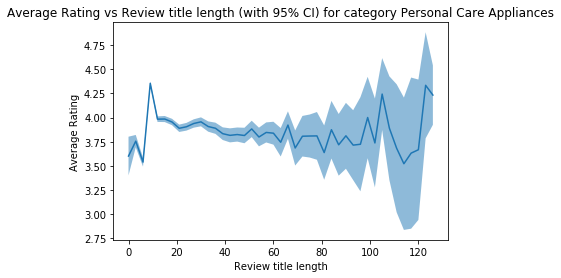 Average Rating vs Review title length (with 95% CI) for category Personal Care Appliances
4.75
4.50
4.25
4.00
3.75
3.50
3.25
3.00
2.75
Average Rating
0 20 40 60 80 100 120
Review title length